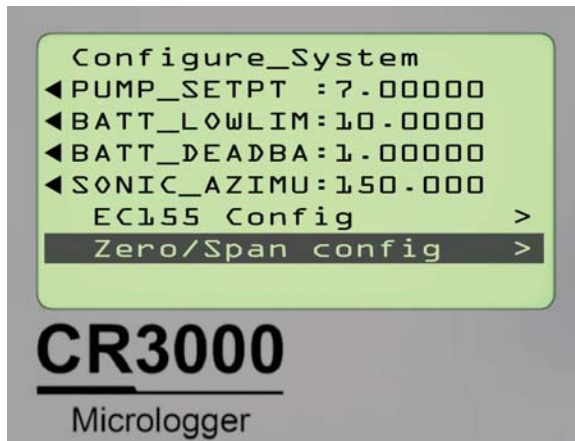 Configure_System
◀PUMP_SETPT :7.00000
◀BATT_LOWLIM:10.0000
◀BATT_DEADBA:1.00000
◀SONIC_AZIMU:150.000
EC155 Config >
Zero/Span config >
CR3000
Micrologger